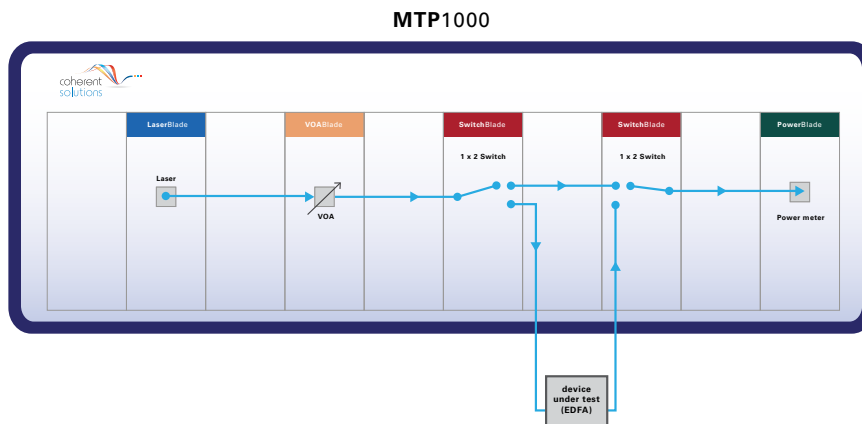 MTP1000
coherent
solutions
LaserBlade
VOABlade
SwitchBlade
SwitchBlade
PowerBlade
1 x 2 Switch
1 x 2 Switch
Laser
VOA
Power meter
device
under test
(EDFA)